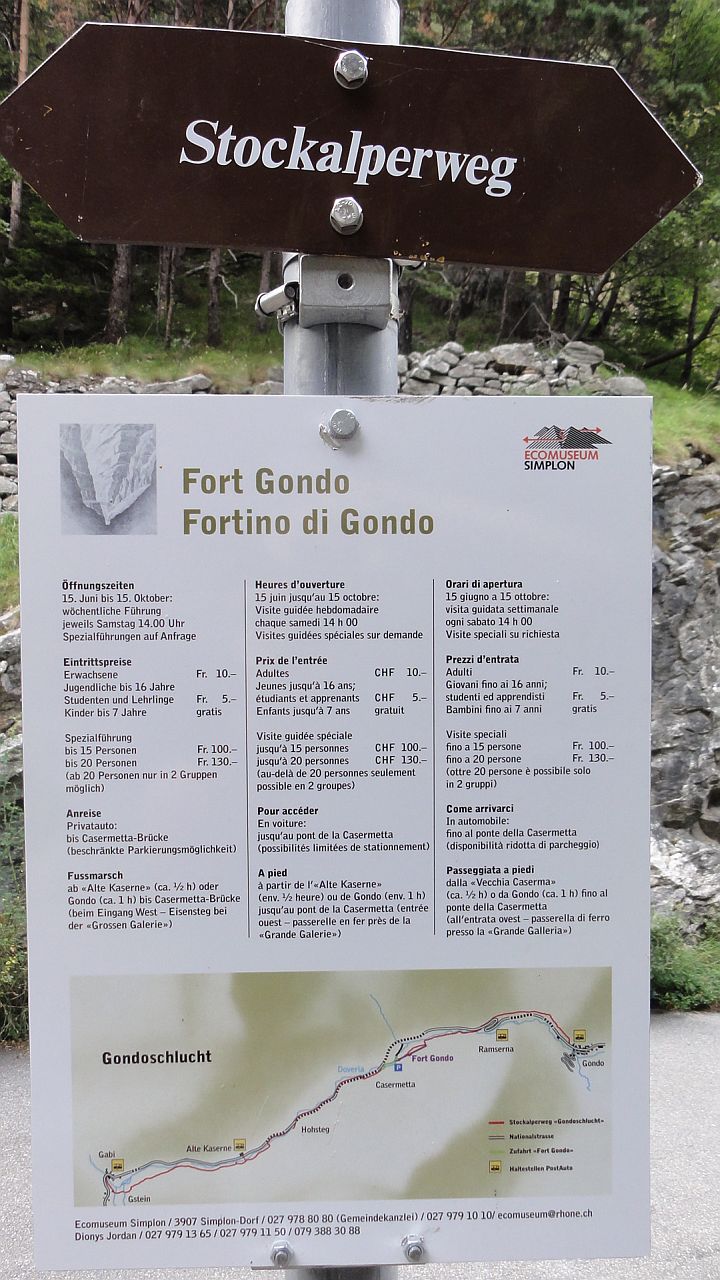 Stockalperweg
ECOMUSEUM
SIMPLON
Fort Gondo
Fortino di Gondo
Öffnungszeiten
15. Juni bis 15. Oktober:
wöchentliche Führung
jeweils Samstag 14.00 Uhr
Spezialführungen auf Anfrage
Eintrittspreise
Erwachsene Fr. 10.–
Jugendliche bis 16 Jahre
Studenten und Lehrlinge Fr. 5.–
Kinder bis 7 Jahre gratis
Spezialführung
bis 15 Personen Fr. 100.–
bis 20 Personen Fr. 130.–
(ab 20 Personen nur in 2 Gruppen
möglich)
Anreise
Privatauto:
bis Casermetta-Brücke
(beschränkte Parkierungsmöglichkeit)
Fussmarsch
ab «Alte Kaserne» (ca. ½ h) oder
Gondo (ca. 1 h) bis Casermetta-Brücke
(beim Eingang West – Eisensteg bei
der «Grossen Galerie»)
Heures d'ouverture
15 juin jusqu'au 15 octobre:
Visite guidée hebdomadaire
chaque samedi 14 h 00
Visites guidées spéciales sur demande
Prix de l'entrée
Adultes CHF 10.–
Jeunes jusqu'à 16 ans;
étudiants et apprenants CHF 5.–
Enfants jusqu'à 7 ans gratuit
Visite guidée spéciale
jusqu'à 15 personnes CHF 100.–
jusqu'à 20 personnes CHF 130.–
(au-delà de 20 personnes seulement
possible en 2 groupes)
Pour accéder
En voiture:
jusqu'au pont de la Casermetta
(possibilités limitées de stationnement)
A pied
à partir de l'«Alte Kaserne»
(env. ½ heure) ou de Gondo (env. 1 h)
jusqu'au pont de la Casermetta (entrée
ouest – passerelle en fer près de la
«Grande Galerie»)
Orari di apertura
15 giugno a 15 ottobre:
visita guidata settimanale
ogni sabato 14 h 00
Visite speciali su richiesta
Prezzi d'entrata
Adulti Fr. 10.–
Giovani fino ai 16 anni;
studenti ed apprendisti Fr. 5.–
Bambini fino ai 7 anni gratis
Visite speciali
fino a 15 persone Fr. 100.–
fino a 20 persone Fr. 130.–
(ottre 20 persone è possibile solo
in 2 gruppi)
Come arrivarci
In automobile:
fino al ponte della Casermetta
(disponibilità ridotta di parcheggio)
Passeggiata a piedi
dalla «Vecchia Caserma»
(ca. ½ h) o da Gondo (ca. 1 h) fino al
ponte della Casermetta
(all'entrata ovest – passerella di ferro
presso la «Grande Galleria»)
Gondoschlucht
Doveria
Fort Gondo
P
Casermetta
Ramserna
Gondo
Hohsteg
Alte Kaserne
Gabi
Gstein
Stockalperweg «Gondoschlucht»
Nationalstrasse
Zufahrt «Fort Gondo»
Haltestellen PostAuto
Ecomuseum Simplon / 3907 Simplon-Dorf / 027 978 80 80 (Gemeindekanzlei) / 027 979 10 10/ ecomuseum@rhone.ch
Dionys Jordan / 027 979 13 65 / 027 979 11 50 / 079 388 30 88